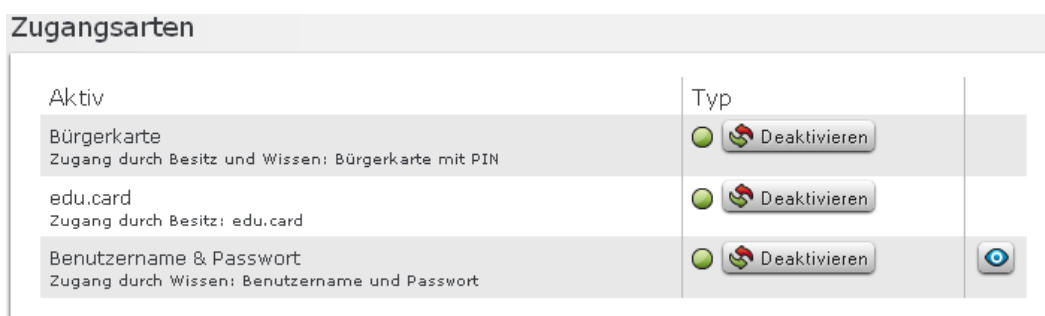 Zugangsarten
Aktiv Typ
Bürgerkarte Deaktivieren
Zugang durch Besitz und Wissen: Bürgerkarte mit PIN
edu.card Deaktivieren
Zugang durch Besitz: edu.card
Benutzername & Passwort Deaktivieren
Zugang durch Wissen: Benutzername und Passwort